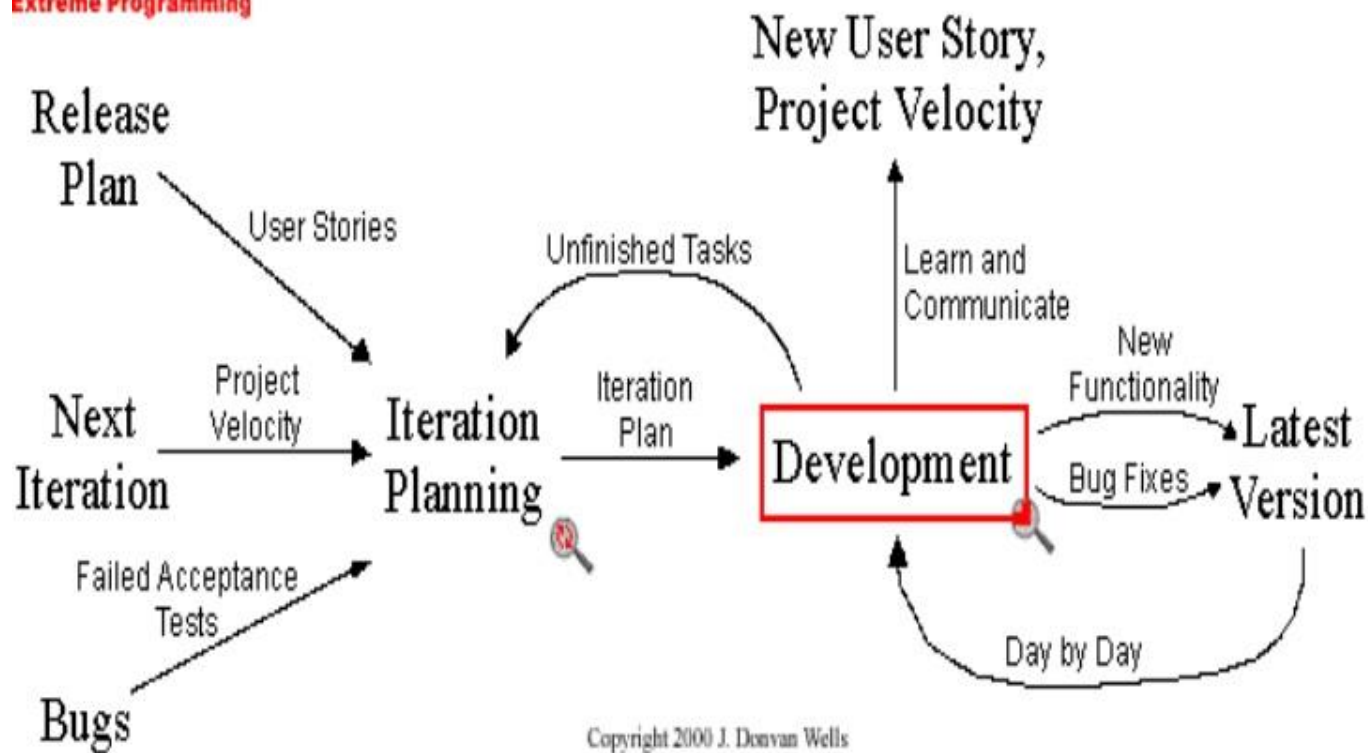 Extreme Programming
New User Story,
Project Velocity
Release
Plan
User Stories
Unfinished Tasks
Learn and
Communicate
New
Functionality
Project
Velocity
Iteration
Plan
Next
Iteration
Iteration
Planning
Development
Latest
Version
Bug Fixes
Failed Acceptance
Tests
Day by Day
Bugs
Copyright 2000 J. Donvan Wells